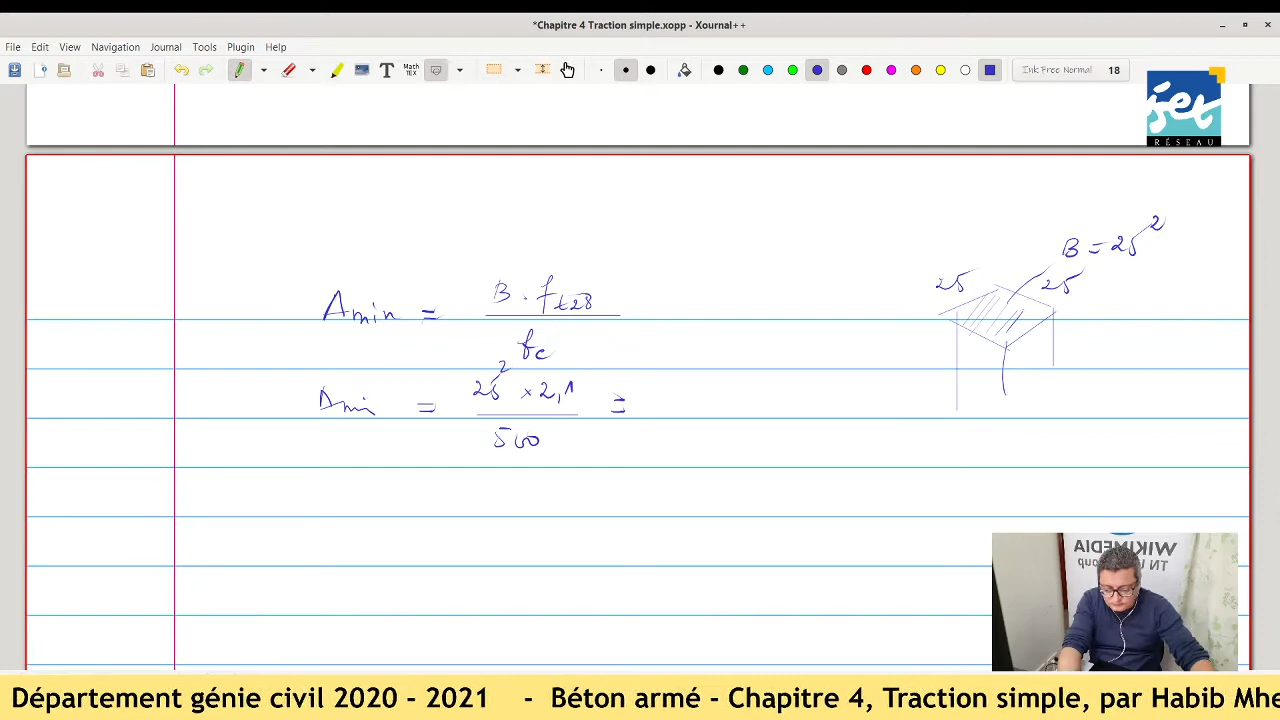 *Chapitre 4 Traction simple.xopp - Xournal++
File Edit View Navigation Journal Tools Plugin Help
Math
TEX
Ink Free Normal 18
iset
RÉSEAU
B = 25²
25 25
Amin = B . ft28
fe
Amin = 25² × 2,1 =
500
WIKIMEDIA
Département génie civil 2020 - 2021 - Béton armé - Chapitre 4, Traction simple, par Habib Mhe